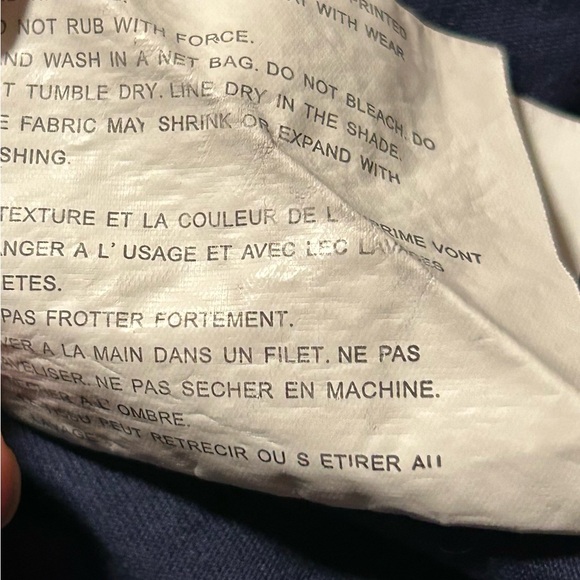 PRINTED
WITH WEAR
NOT RUB WITH FORCE.
ND WASH IN A NET BAG. DO NOT BLEACH. DO
T TUMBLE DRY. LINE DRY IN THE SHADE.
E FABRIC MAY SHRINK OR EXPAND WITH
SHING.
TEXTURE ET LA COULEUR DE L' RIME VONT
ANGER A L' USAGE ET AVEC LEC LAVAGES
ETES.
PAS FROTTER FORTEMENT.
VER A LA MAIN DANS UN FILET. NE PAS
AVELISER. NE PAS SECHER EN MACHINE.
A L'OMBRE.
PEUT RETRECIR OU S ETIRER AU